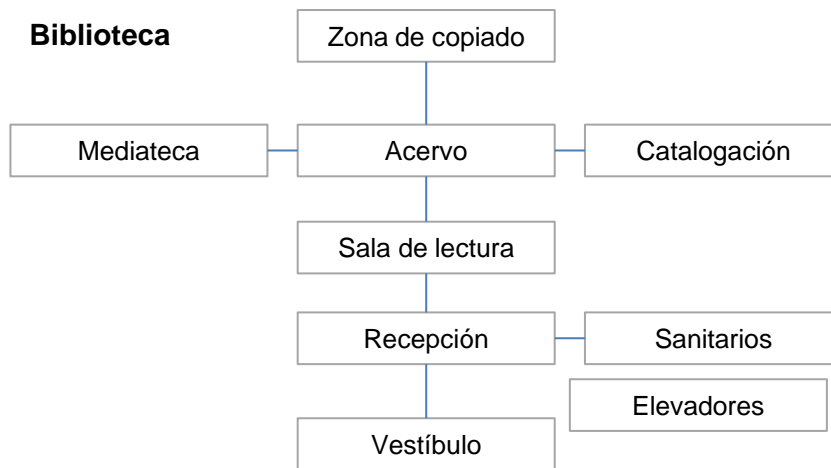 Biblioteca
Zona de copiado
Mediateca
Acervo
Catalogación
Sala de lectura
Recepción
Sanitarios
Elevadores
Vestíbulo